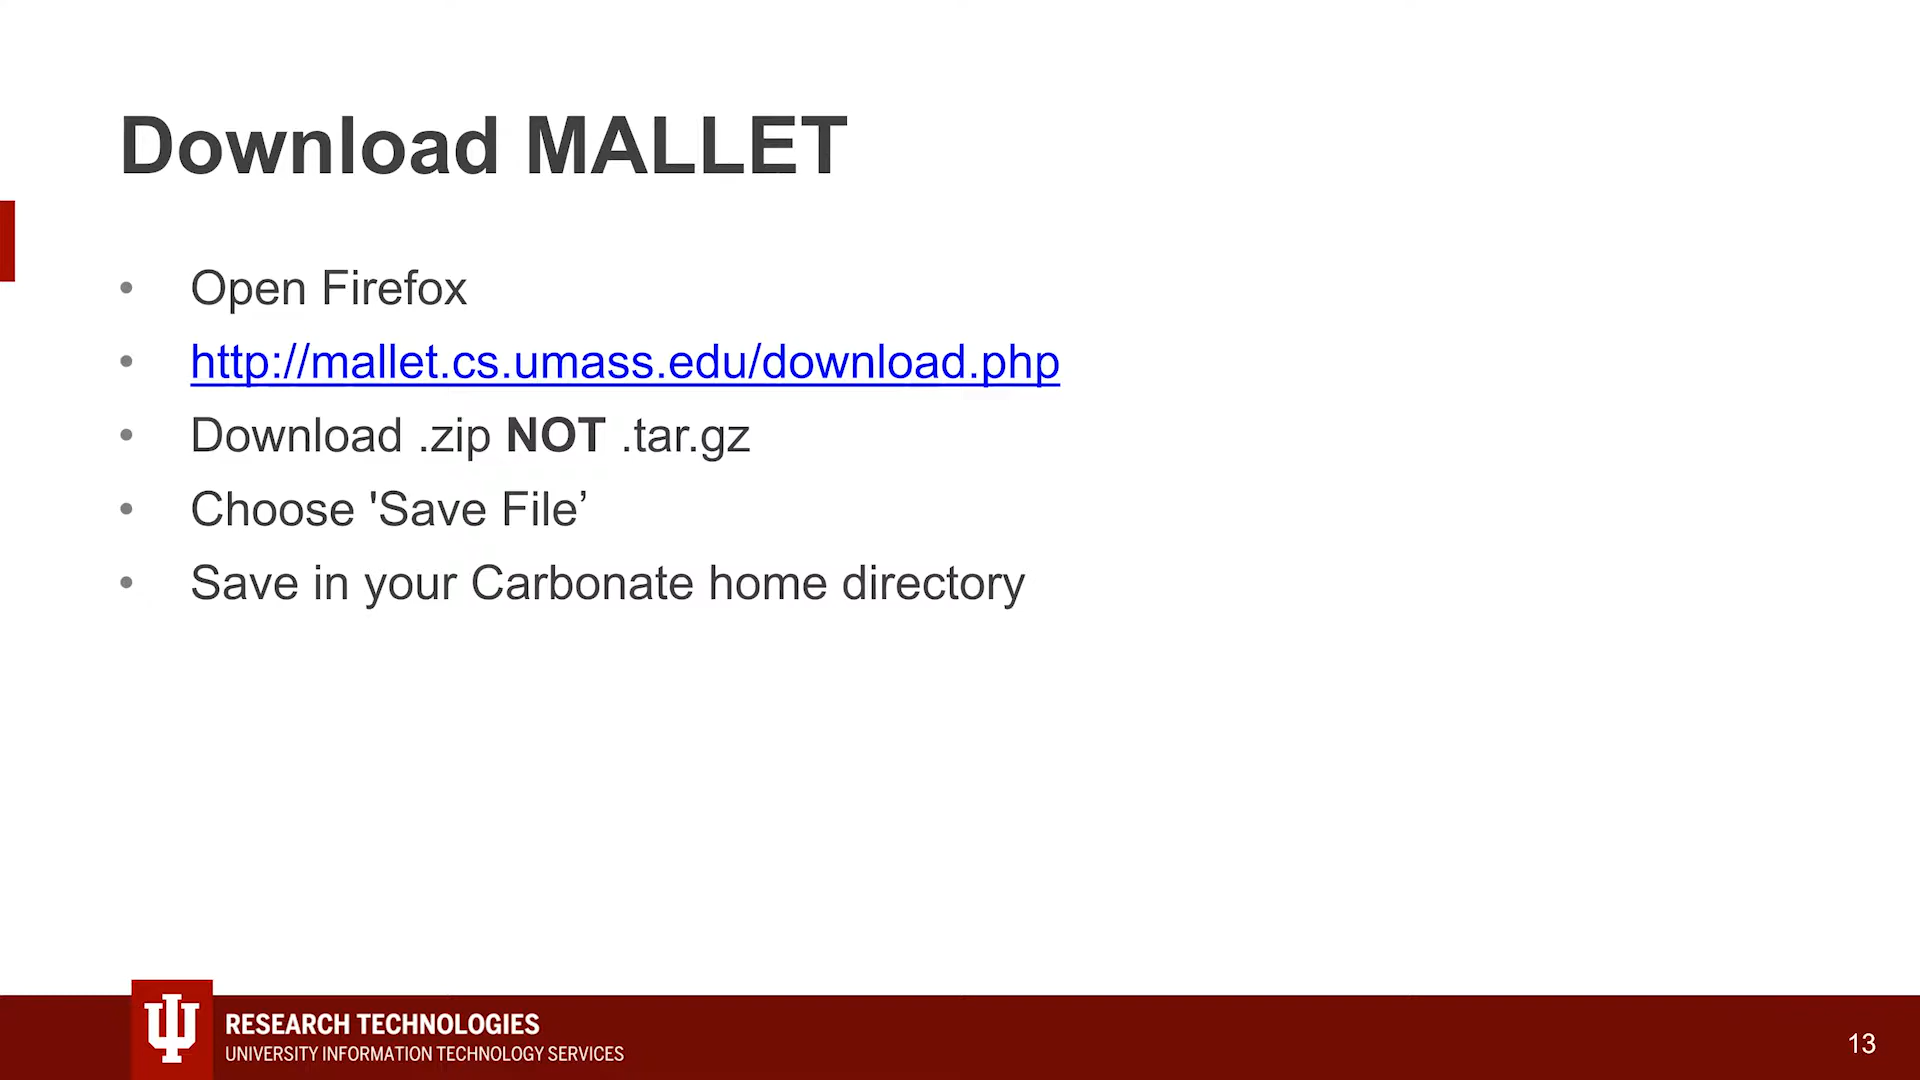 Download MALLET
• Open Firefox
• http://mallet.cs.umass.edu/download.php
• Download .zip NOT .tar.gz
• Choose 'Save File’
• Save in your Carbonate home directory
RESEARCH TECHNOLOGIES
UNIVERSITY INFORMATION TECHNOLOGY SERVICES
13